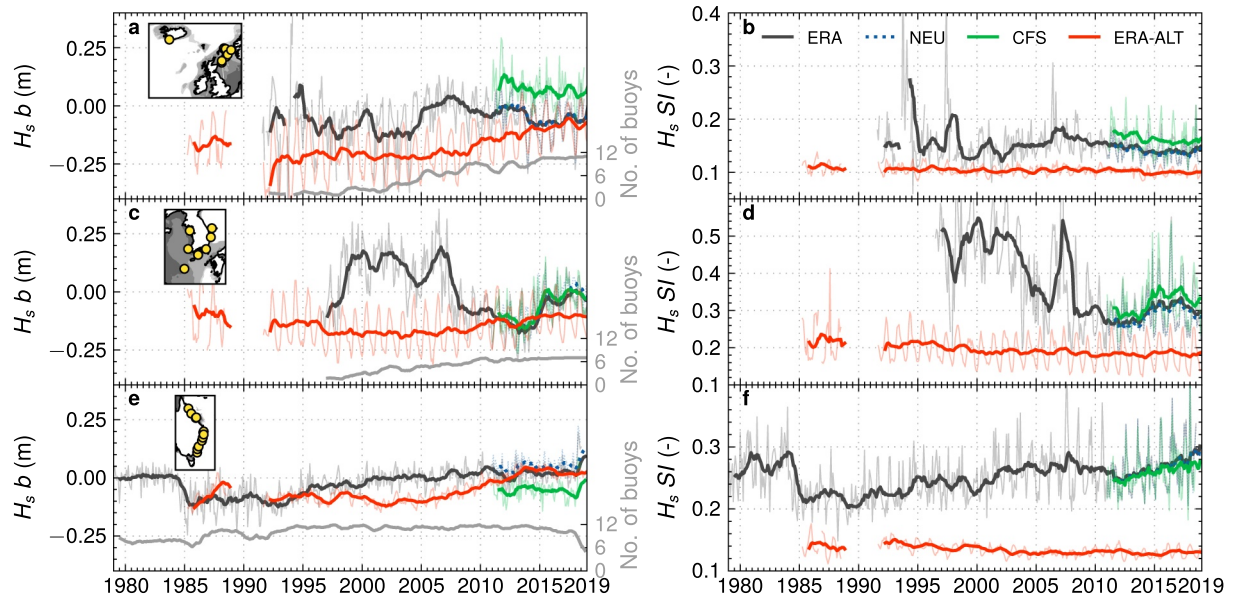 a
H_s b (m)
0.25
0.00
−0.25
12
6
0
No. of buoys
b
ERA
NEU
CFS
ERA-ALT
H_s SI (-)
0.4
0.3
0.2
0.1
c
H_s b (m)
0.25
0.00
−0.25
12
6
0
No. of buoys
d
H_s SI (-)
0.5
0.4
0.3
0.2
0.1
e
H_s b (m)
0.25
0.00
−0.25
12
6
0
No. of buoys
1980 1985 1990 1995 2000 2005 2010 20152019
f
H_s SI (-)
0.3
0.2
0.1
1980 1985 1990 1995 2000 2005 2010 20152019